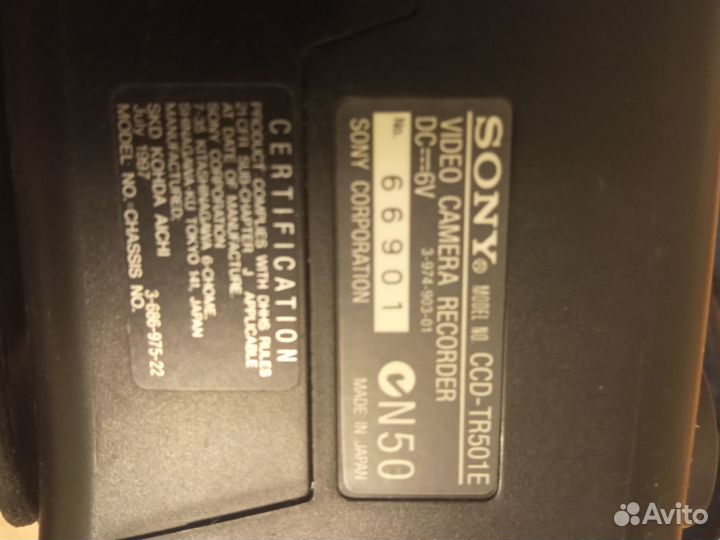 SONY® MODEL NO. CCD-TR501E
VIDEO CAMERA RECORDER
DC⎓6V 3-974-903-01
No. 66901 N50
SONY CORPORATION MADE IN JAPAN
CERTIFICATION
PRODUCT COMPLIES WITH DHHS RULES
21 CFR SUB-CHAPTER J APPLICABLE
AT DATE OF MANUFACTURE.
SONY CORPORATION
7-35 KITASHINAGAWA 6-CHOME,
SHINAGAWA-KU TOKYO 141, JAPAN
MANUFACTURED:
SKD KOHDA AICHI
July 1997 3-686-975-22
MODEL NO. CHASSIS NO.
Avito